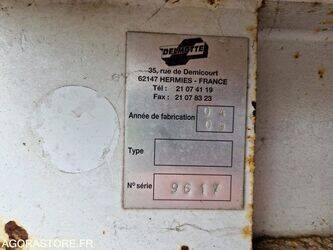 DELMOTTE
35, rue de Demicourt
62147 HERMIES - FRANCE
Tél : 21 07 41 19
Fax : 21 07 83 23
Année de fabrication
Type
N° série 9617
AGORASTORE.FR